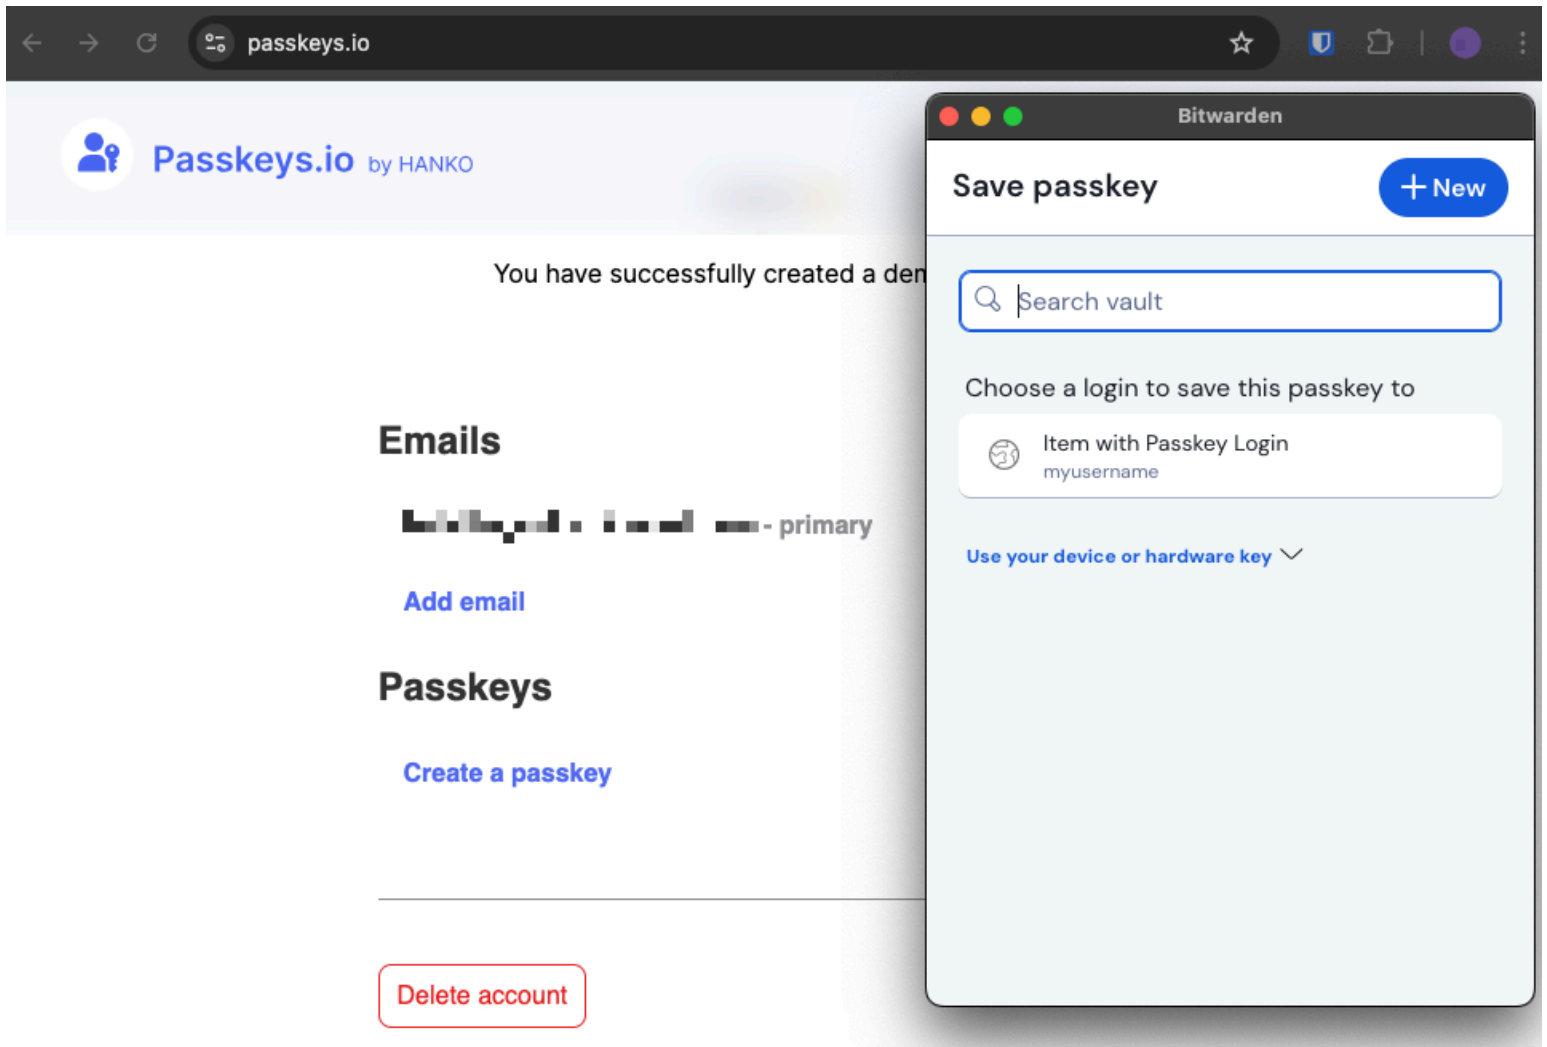 passkeys.io
Passkeys.io by HANKO
You have successfully created a
Emails
- primary
Add email
Passkeys
Create a passkey
Delete account
Bitwarden
Save passkey
+ New
Search vault
Choose a login to save this passkey to
Item with Passkey Login
myusername
Use your device or hardware key